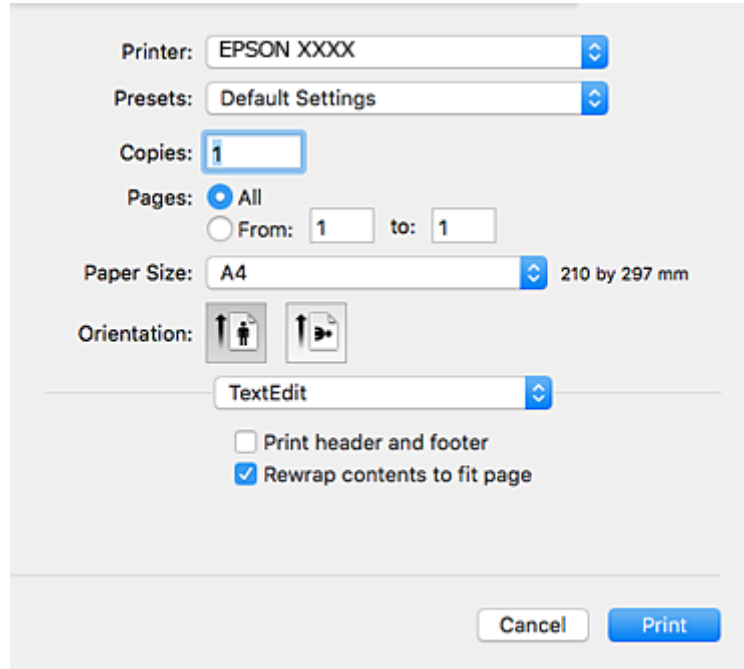 Printer: EPSON XXXX
Presets: Default Settings
Copies: 1
Pages: All
From: 1 to: 1
Paper Size: A4 210 by 297 mm
Orientation:
TextEdit
Print header and footer
Rewrap contents to fit page
Cancel Print